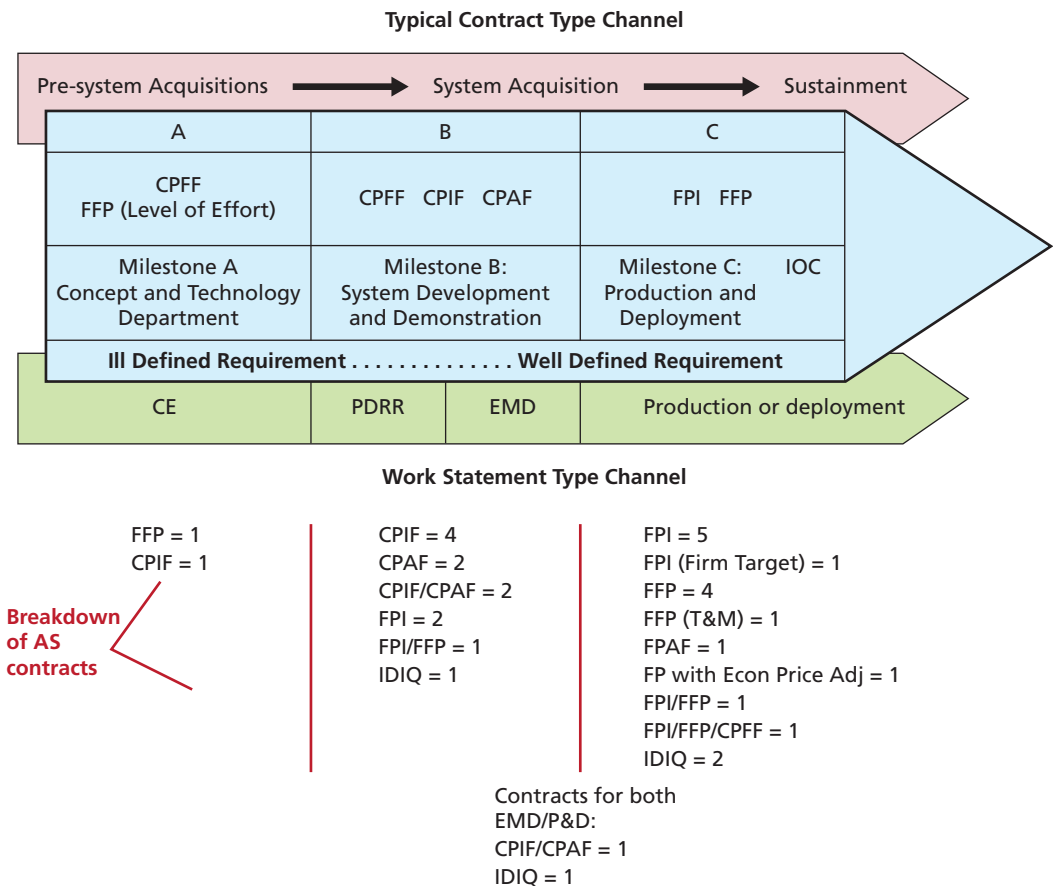 Typical Contract Type Channel
Pre-system Acquisitions System Acquisition Sustainment
A B C
CPFF
FFP (Level of Effort)
CPFF CPIF CPAF
FPI FFP
Milestone A
Concept and Technology
Department
Milestone B:
System Development
and Demonstration
Milestone C: IOC
Production and
Deployment
Ill Defined Requirement . . . . . . . . . . . . . . Well Defined Requirement
CE PDRR EMD Production or deployment
Work Statement Type Channel
Breakdown
of AS
contracts
FFP = 1
CPIF = 1
CPIF = 4
CPAF = 2
CPIF/CPAF = 2
FPI = 2
FPI/FFP = 1
IDIQ = 1
FPI = 5
FPI (Firm Target) = 1
FFP = 4
FFP (T&M) = 1
FPAF = 1
FP with Econ Price Adj = 1
FPI/FFP = 1
FPI/FFP/CPFF = 1
IDIQ = 2
Contracts for both
EMD/P&D:
CPIF/CPAF = 1
IDIQ = 1